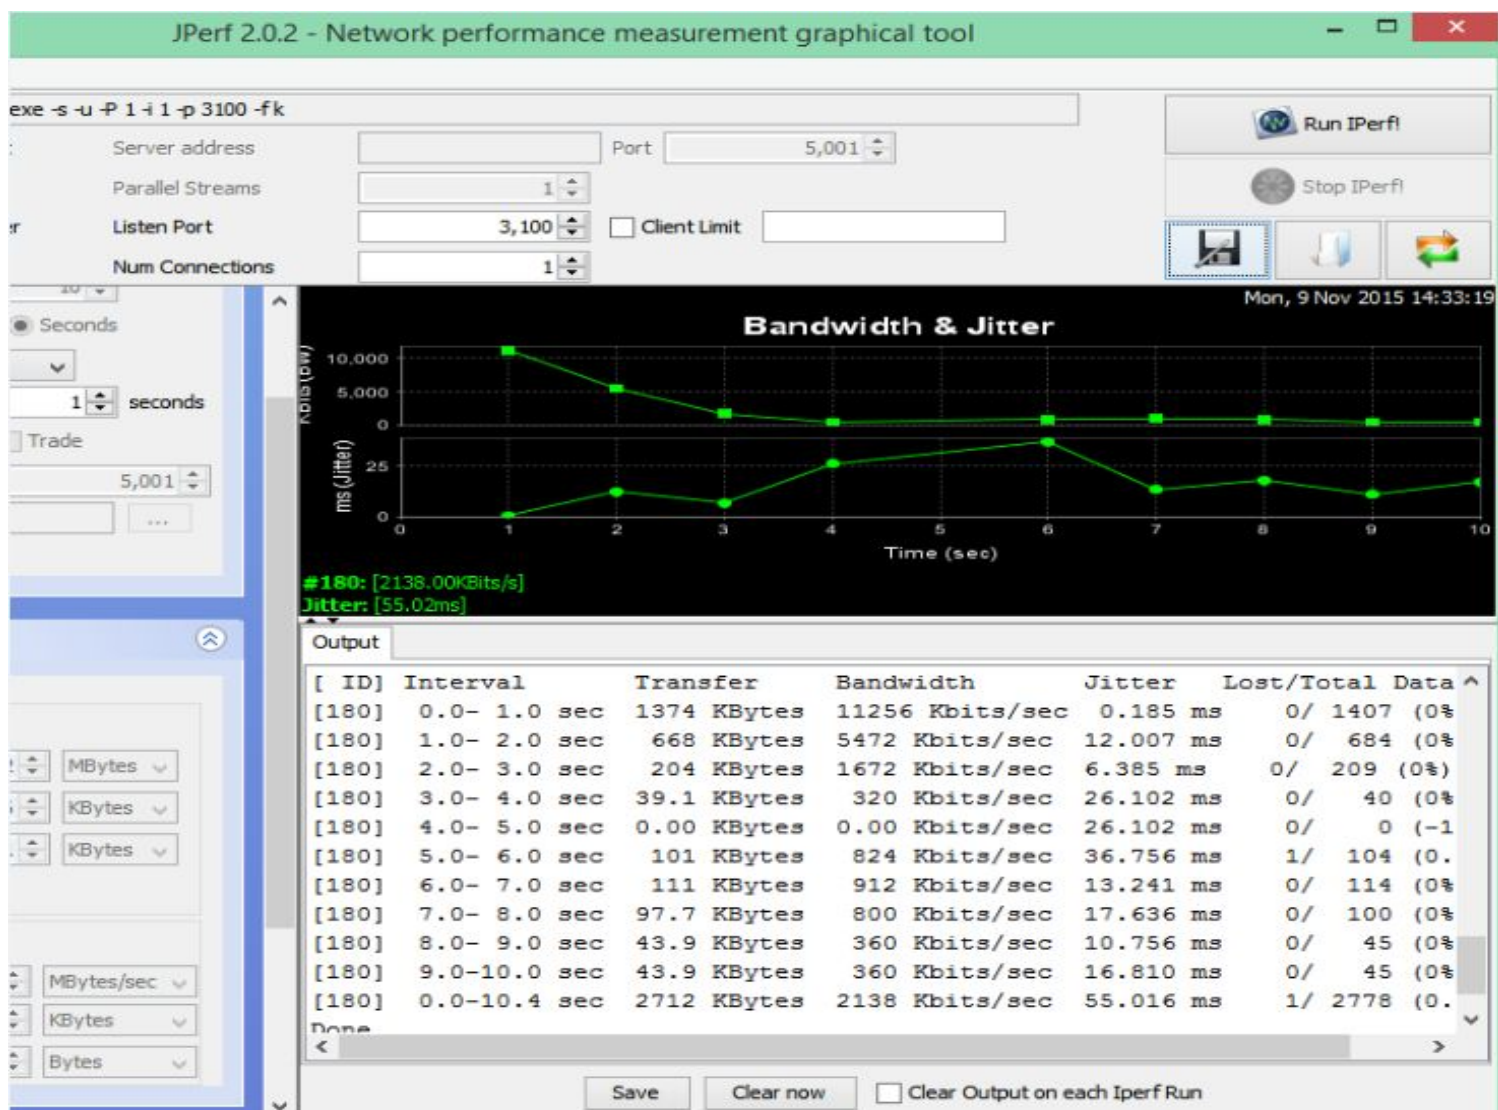 JPerf 2.0.2 - Network performance measurement graphical tool
exe -s -u -P 1 -i 1 -p 3100 -f k
Run IPerf!
Server address
Port 5,001
Parallel Streams 1
Stop IPerf!
Listen Port 3,100
Client Limit
Num Connections 1
Mon, 9 Nov 2015 14:33:19
Seconds
1 seconds
Trade
5,001
...
Bandwidth & Jitter
Kbits (BW)
10,000
5,000
0
ms (Jitter)
25
0
0 1 2 3 4 5 6 7 8 9 10
Time (sec)
#180: [2138.00KBits/s]
Jitter: [55.02ms]
Output
[ ID] Interval Transfer Bandwidth Jitter Lost/Total Data
[180] 0.0- 1.0 sec 1374 KBytes 11256 Kbits/sec 0.185 ms 0/ 1407 (0%
[180] 1.0- 2.0 sec 668 KBytes 5472 Kbits/sec 12.007 ms 0/ 684 (0%
[180] 2.0- 3.0 sec 204 KBytes 1672 Kbits/sec 6.385 ms 0/ 209 (0%)
[180] 3.0- 4.0 sec 39.1 KBytes 320 Kbits/sec 26.102 ms 0/ 40 (0%
[180] 4.0- 5.0 sec 0.00 KBytes 0.00 Kbits/sec 26.102 ms 0/ 0 (-1
[180] 5.0- 6.0 sec 101 KBytes 824 Kbits/sec 36.756 ms 1/ 104 (0.
[180] 6.0- 7.0 sec 111 KBytes 912 Kbits/sec 13.241 ms 0/ 114 (0%
[180] 7.0- 8.0 sec 97.7 KBytes 800 Kbits/sec 17.636 ms 0/ 100 (0%
[180] 8.0- 9.0 sec 43.9 KBytes 360 Kbits/sec 10.756 ms 0/ 45 (0%
[180] 9.0-10.0 sec 43.9 KBytes 360 Kbits/sec 16.810 ms 0/ 45 (0%
[180] 0.0-10.4 sec 2712 KBytes 2138 Kbits/sec 55.016 ms 1/ 2778 (0.
Done
MBytes
KBytes
KBytes
MBytes/sec
KBytes
Bytes
Save
Clear now
Clear Output on each Iperf Run